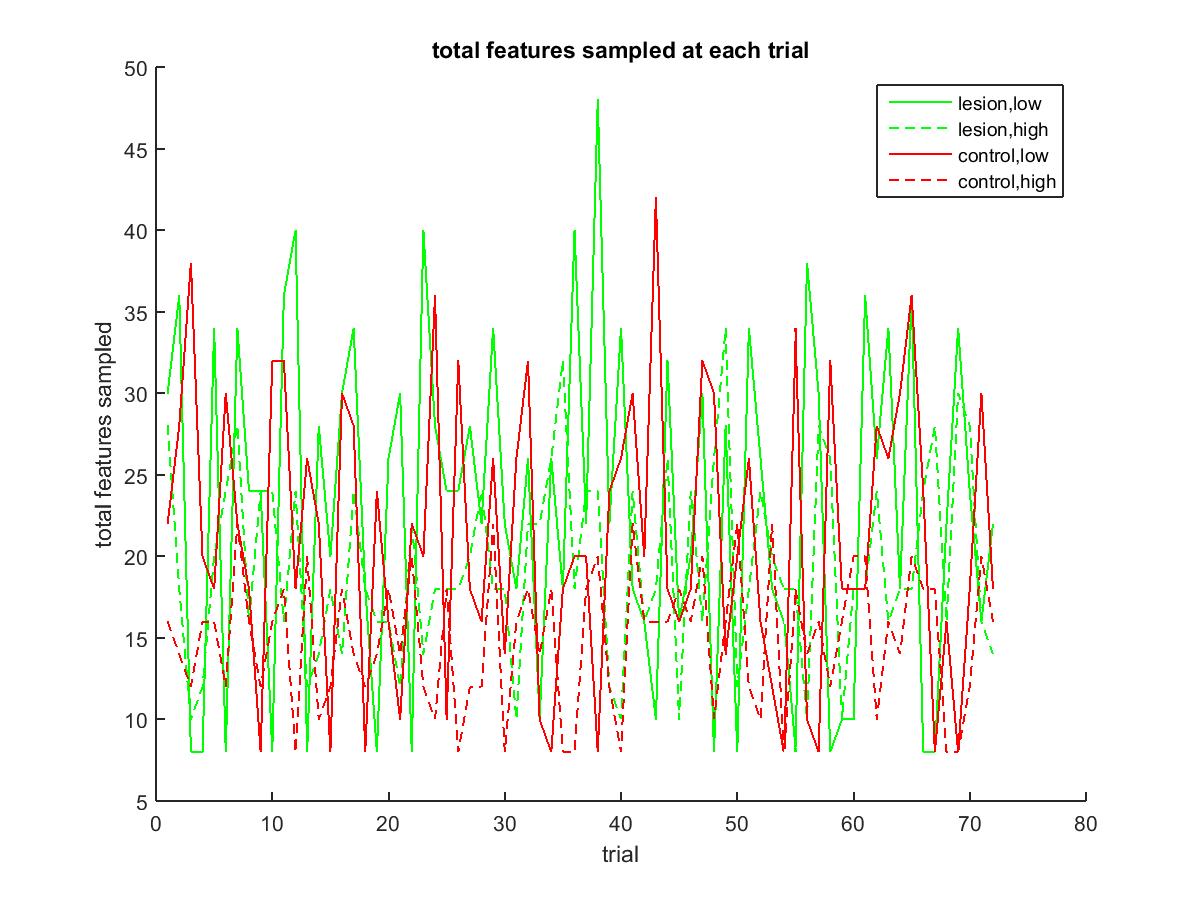 total features sampled at each trial
50
45
40
35
30
25
20
15
10
5
total features sampled
lesion,low
lesion,high
control,low
control,high
0 10 20 30 40 50 60 70 80
trial